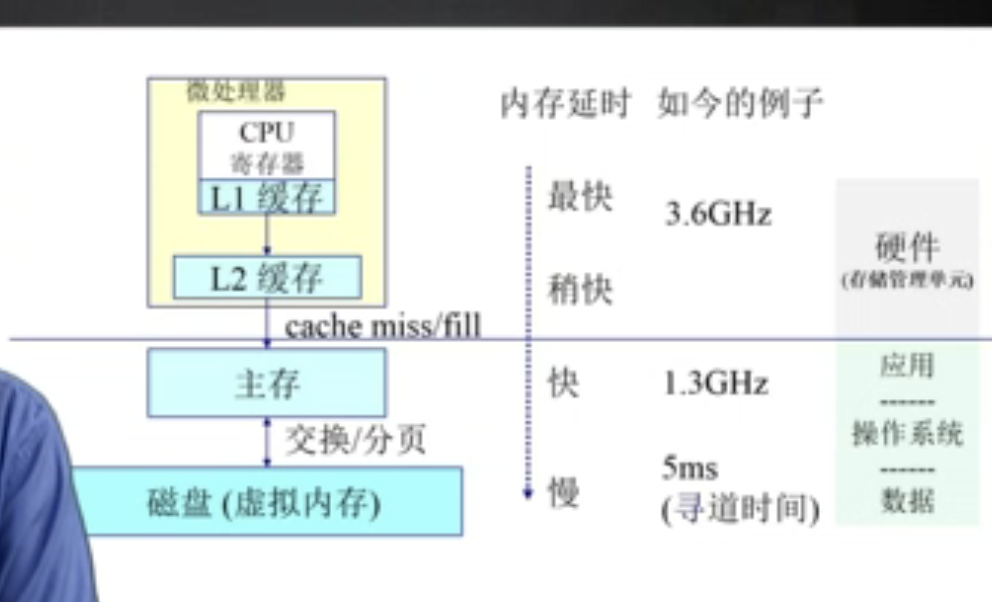 微处理器
CPU
寄存器
L1 缓存
L2 缓存
cache miss/fill
主存
交换/分页
磁盘 (虚拟内存)
内存延时 如今的例子
最快
3.6GHz
稍快
快
1.3GHz
慢
5ms
(寻道时间)
硬件
(存储管理单元)
应用
------
操作系统
------
数据